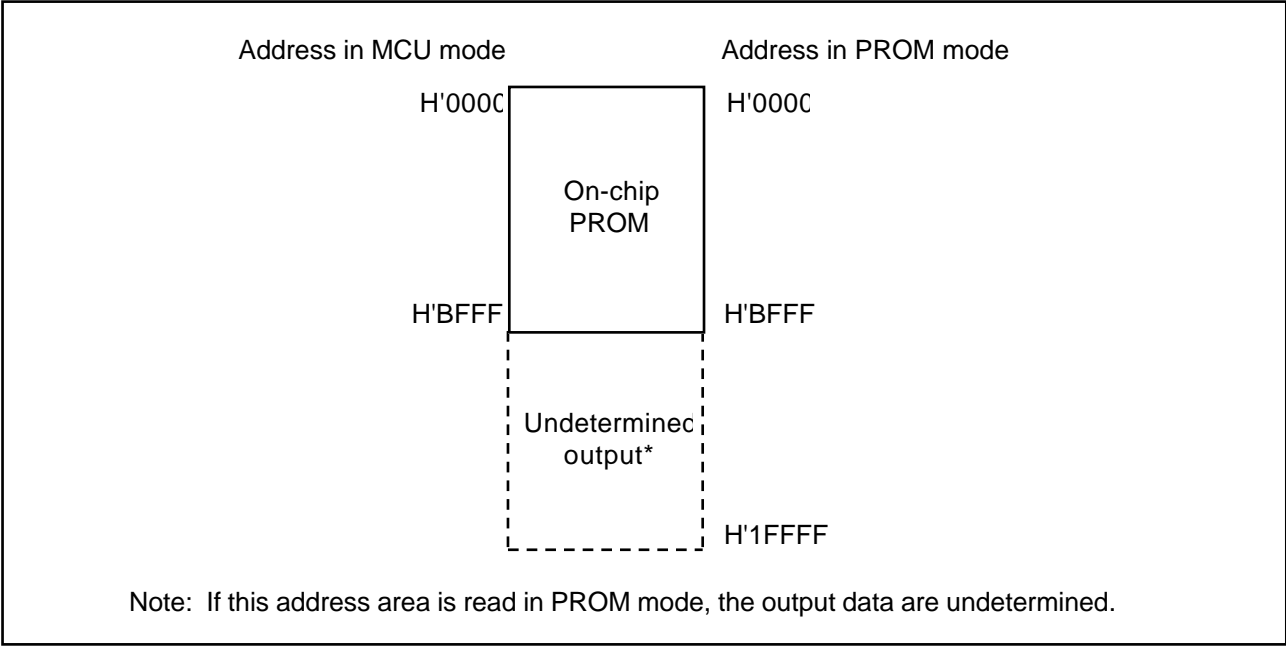 Address in MCU mode Address in PROM mode
H'0000 H'0000
On-chip
PROM
H'BFFF H'BFFF
Undetermined
output*
H'1FFFF
Note: If this address area is read in PROM mode, the output data are undetermined.